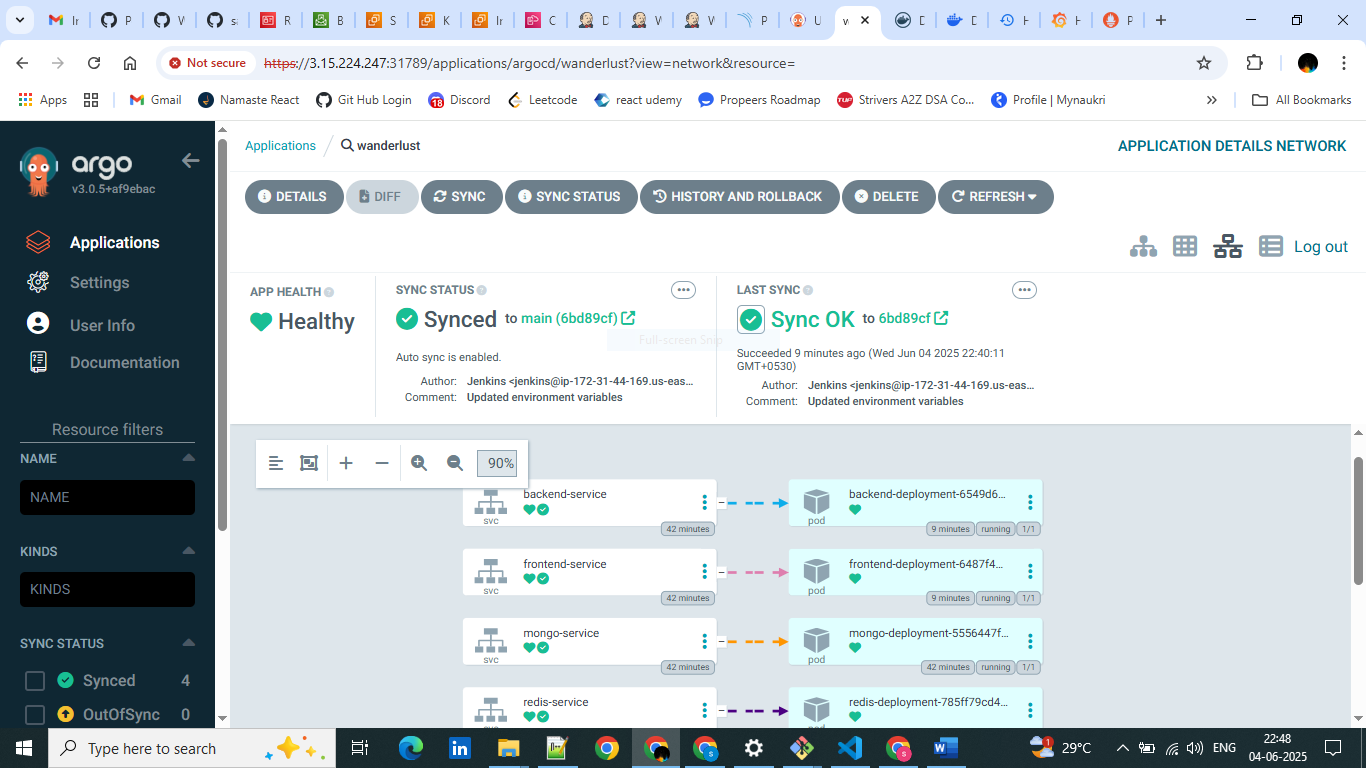 In
P
W
sa
R
B
S
K
In
C
D
W
W
P
U
w
D
D
H
H
P
Not secure https://3.15.224.247:31789/applications/argocd/wanderlust?view=network&resource=
Apps Gmail Namaste React Git Hub Login 18 Discord Leetcode react udemy Propeers Roadmap TUF Strivers A2Z DSA Co... Profile | Mynaukri » All Bookmarks
argo
v3.0.5+af9ebac
Applications
Settings
User Info
Documentation
Resource filters
NAME
NAME
KINDS
KINDS
SYNC STATUS
Synced 4
OutOfSync 0
Applications / wanderlust
APPLICATION DETAILS NETWORK
DETAILS DIFF SYNC SYNC STATUS HISTORY AND ROLLBACK DELETE REFRESH
Log out
APP HEALTH
Healthy
SYNC STATUS
Synced to main (6bd89cf)
Auto sync is enabled.
Author: Jenkins <jenkins@ip-172-31-44-169.us-eas...
Comment: Updated environment variables
Full-screen Snip
LAST SYNC
Sync OK to 6bd89cf
Succeeded 9 minutes ago (Wed Jun 04 2025 22:40:11
GMT+0530)
Author: Jenkins <jenkins@ip-172-31-44-169.us-eas...
Comment: Updated environment variables
90%
backend-service
svc
42 minutes
backend-deployment-6549d6...
pod
9 minutes running 1/1
frontend-service
svc
42 minutes
frontend-deployment-6487f4...
pod
9 minutes running 1/1
mongo-service
svc
42 minutes
mongo-deployment-5556447f...
pod
42 minutes running 1/1
redis-service
svc
redis-deployment-785ff79cd4...
pod
Type here to search
1
29°C
ENG
22:48
04-06-2025